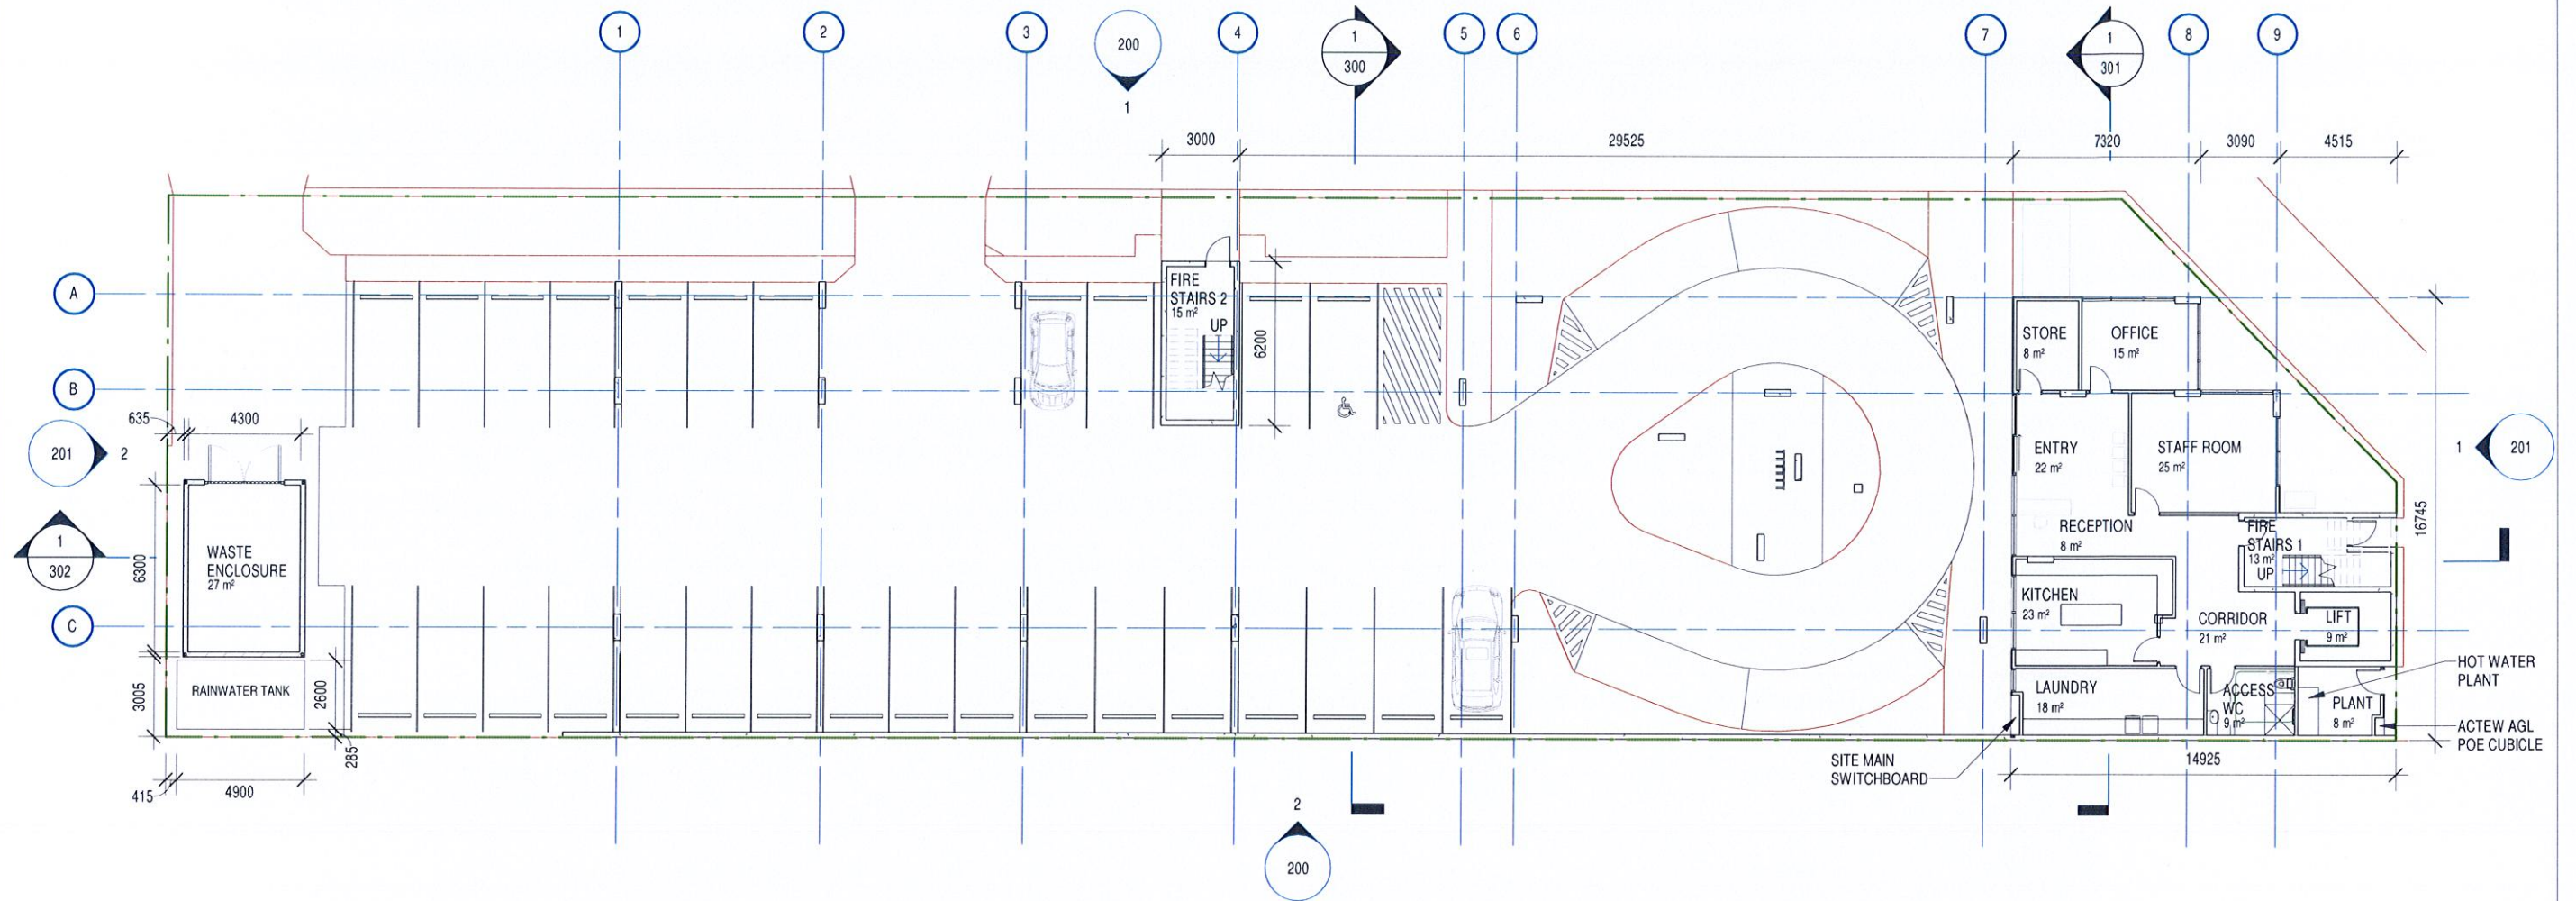 1
2
3
200
1
4
1
300
5
6
7
1
301
8
9
3000
29525
7320
3090
4515
A
B
C
FIRE
STAIRS 2
15 m²
UP
6200
STORE
8 m²
OFFICE
15 m²
635
4300
201
2
ENTRY
22 m²
STAFF ROOM
25 m²
1
201
16745
RECEPTION
8 m²
FIRE
STAIRS 1
13 m²
UP
1
302
6300
WASTE
ENCLOSURE
27 m²
KITCHEN
23 m²
CORRIDOR
21 m²
LIFT
9 m²
3005
RAINWATER TANK
2600
285
LAUNDRY
18 m²
ACCESS
WC
9 m²
PLANT
8 m²
HOT WATER
PLANT
ACTEW AGL
POE CUBICLE
SITE MAIN
SWITCHBOARD
14925
415
4900
2
200